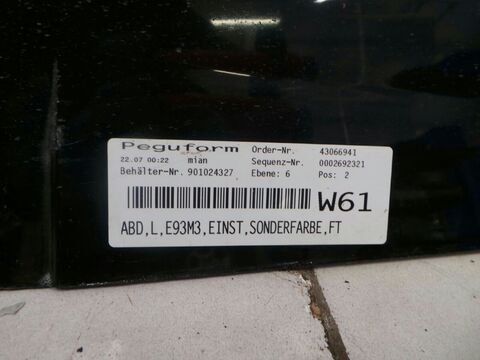 Peguform Order-Nr. 43066941
22.07 00:22 mian Sequenz-Nr. 0002692321
Behälter-Nr. 901024327 Ebene: 6 Pos: 2
W61
ABD,L,E93M3,EINST,SONDERFARBE,FT